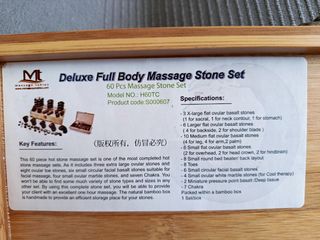 Mt
Deluxe Full Body Massage Stone Set
60 Pcs Massage Stone Set
Model NO.: H60TC
Product code:S000607
Specifications:
- 3 X-large flat ovular basalt stones
(1 for sacral, 1 for neck contour, 1 for stomach)
- 6 Larger flat ovular basalt stones
( 4 for backside, 2 for shoulder blade )
- 10 Medium flat ovular basalt stones
(4 for leg, 4 for arm,2 palm)
- 6 Small flat ovular basalt stones
(2 for overhead, 2 for head crown, 2 for hindbrain)
- 8 Small round bed basalt/ back layout
- 8 Toes
- 6 Small circular facial basalt stones
- 4 Small ovular white marble stones (for Cool therapy)
- 2 Miniature pressure point basalt /Deep tissue
- 7 Chakra
- Packed within a bamboo box
- 1 Set/box
Key Features:
(版权所有，仿冒必究)
This 60 piece hot stone massage set is one of the most completed hot
stone massage sets. As it includes three extra large ovular stones and
eight ovular toe stones, six small circular facial basalt stones suitable for
facial massage, four small ovular marble stones, and seven Chakra. You
won't be able to find some much variety of stone types and sizes in any
other set. By using this complete stone set, you will be able to provide
your client with an excellent one hour massage. The natural bamboo box is
handmade to provide an efficient storage place for your stones.